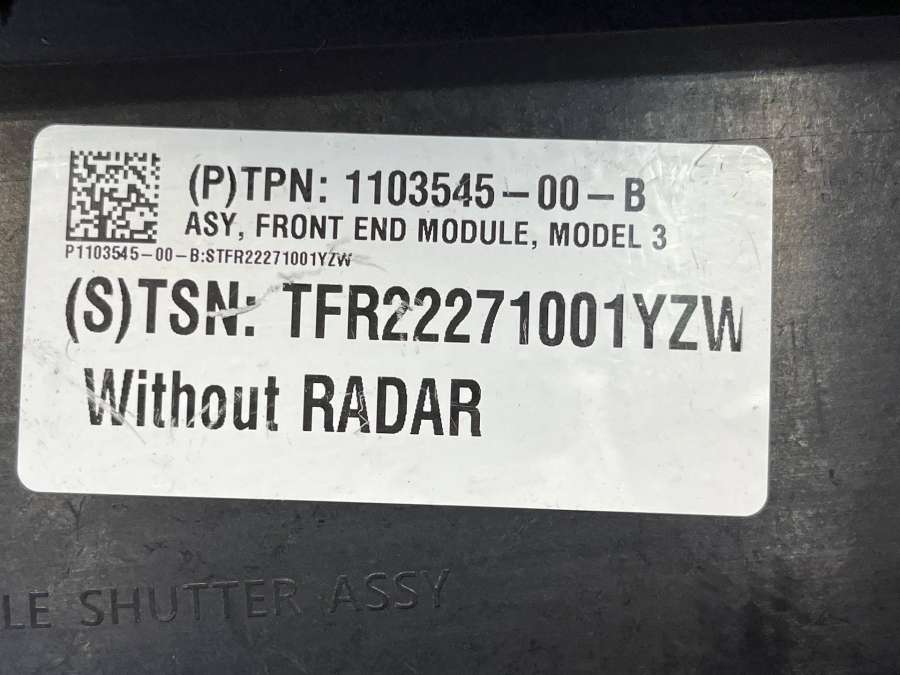 (P)TPN: 1103545-00-B
ASY, FRONT END MODULE, MODEL 3
P1103545-00-B:STFR22271001YZW
(S)TSN: TFR22271001YZW
Without RADAR
LE SHUTTER ASSY